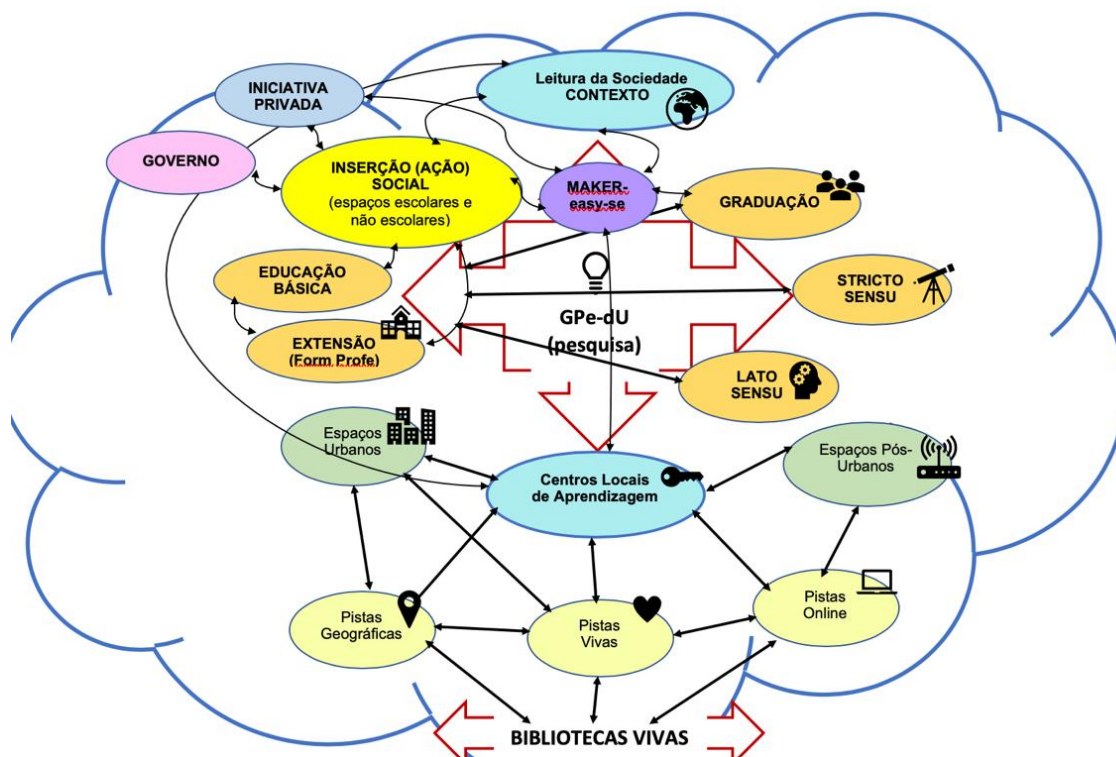 Leitura da Sociedade
CONTEXTO
INICIATIVA
PRIVADA
GOVERNO
INSERÇÃO (AÇÃO)
SOCIAL
(espaços escolares e
não escolares)
MAKER-
easy-se
GRADUAÇÃO
EDUCAÇÃO
BÁSICA
STRICTO
SENSU
GPe-dU
(pesquisa)
EXTENSÃO
(Form Profe)
LATO
SENSU
Espaços
Urbanos
Espaços Pós-
Urbanos
Centros Locais
de Aprendizagem
Pistas
Geográficas
Pistas
Vivas
Pistas
Online
BIBLIOTECAS VIVAS